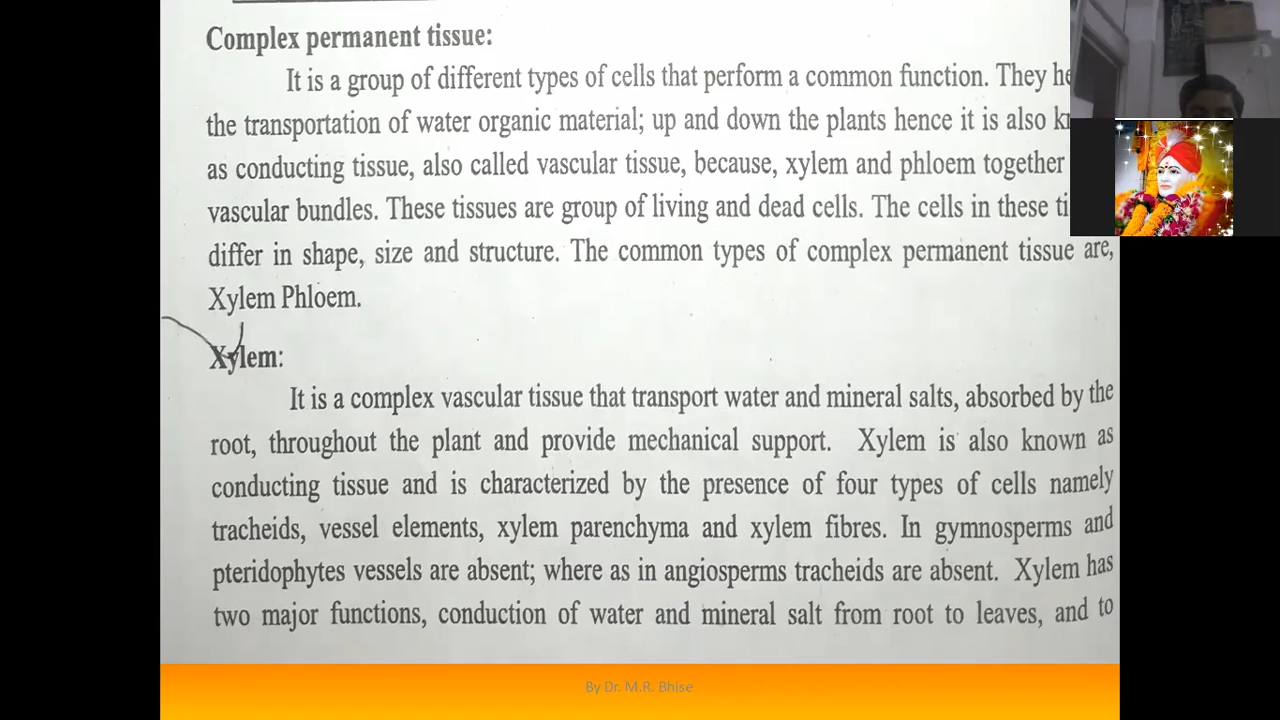 Complex permanent tissue:
It is a group of different types of cells that perform a common function. They
the transportation of water organic material; up and down the plants hence it is also
as conducting tissue, also called vascular tissue, because, xylem and phloem together
vascular bundles. These tissues are group of living and dead cells. The cells in these
differ in shape, size and structure. The common types of complex permanent tissue are,
Xylem Phloem.
Xylem:
It is a complex vascular tissue that transport water and mineral salts, absorbed by the
root, throughout the plant and provide mechanical support. Xylem is also known as
conducting tissue and is characterized by the presence of four types of cells namely
tracheids, vessel elements, xylem parenchyma and xylem fibres. In gymnosperms and
pteridophytes vessels are absent; where as in angiosperms tracheids are absent. Xylem has
two major functions, conduction of water and mineral salt from root to leaves, and to
By Dr. M.R. Bhise